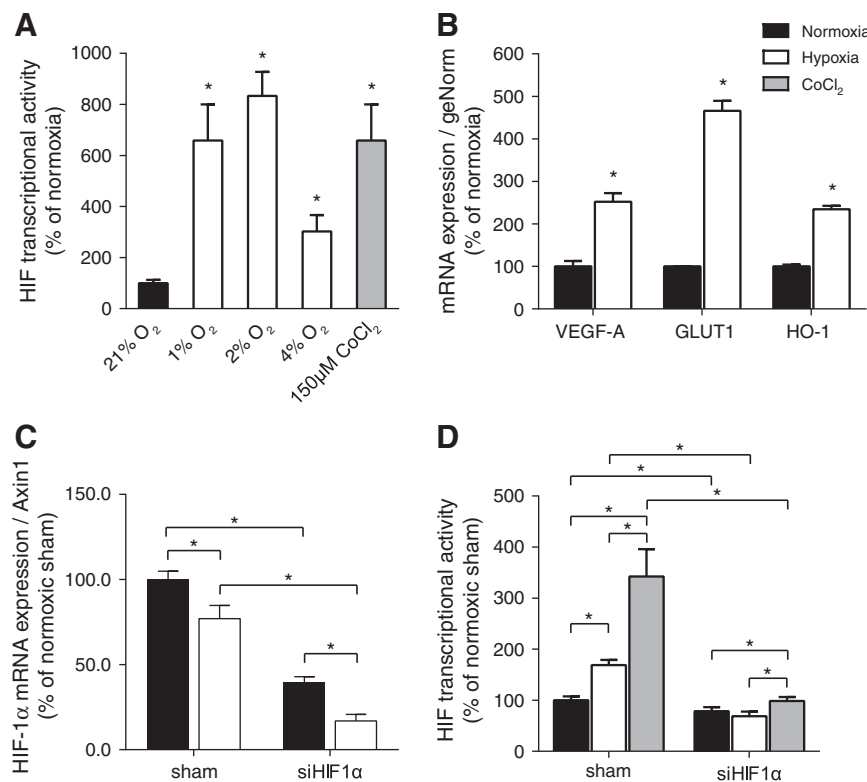 A
HIF transcriptional activity
(% of normoxia)
1000
800
600
400
200
0
*
*
*
*
21% O2
1% O2
2% O2
4% O2
150µM CoCl2
B
Normoxia
Hypoxia
CoCl2
mRNA expression / geNorm
(% of normoxia)
600
500
400
300
200
100
0
*
*
*
VEGF-A
GLUT1
HO-1
C
HIF-1α mRNA expression / Axin1
(% of normoxic sham)
150.0
100.0
50.0
0.0
*
*
*
*
sham
siHIF1α
D
HIF transcriptional activity
(% of normoxic sham)
500
400
300
200
100
0
*
*
*
*
*
*
*
*
sham
siHIF1α